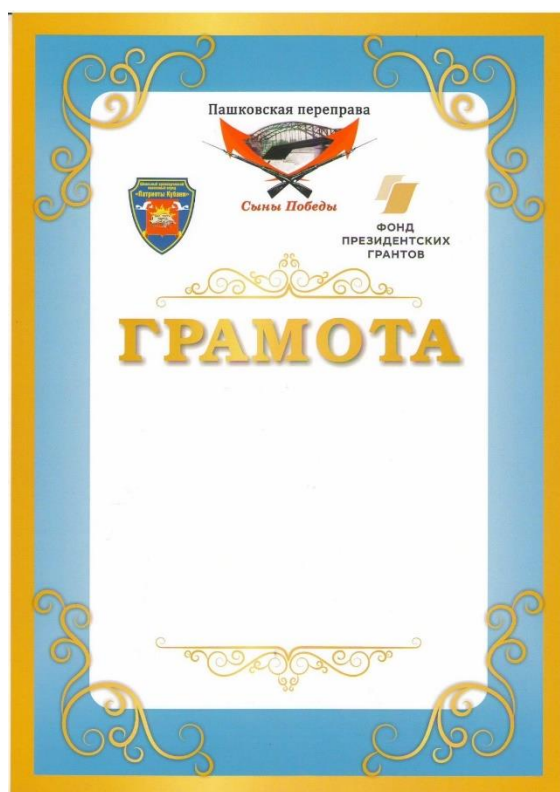 Пашковская переправа
Сыны Победы
«Патриоты Кубани»
ФОНД
ПРЕЗИДЕНТСКИХ
ГРАНТОВ
ГРАМОТА